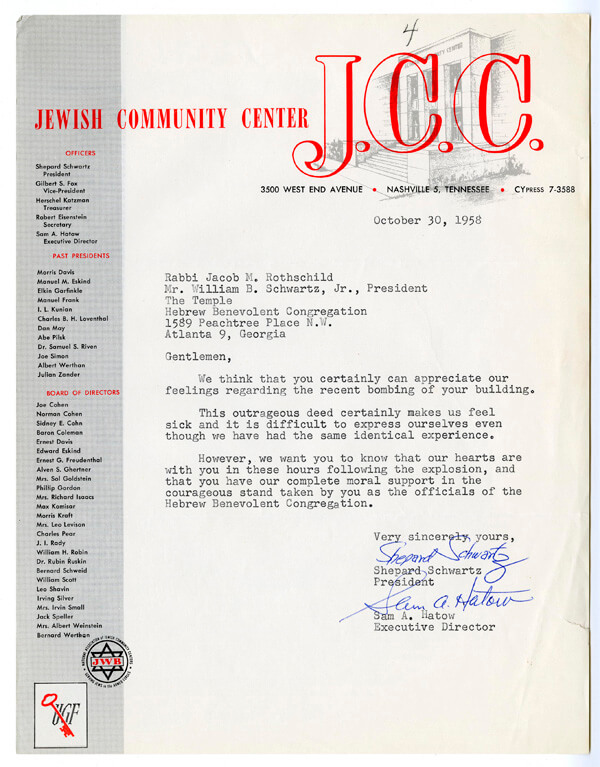 4
COMMUNITY CENTER
JEWISH COMMUNITY CENTER J.C.C.
3500 WEST END AVENUE • NASHVILLE 5, TENNESSEE • CYPRESS 7-3588
OFFICERS
Shepard Schwartz
President
Gilbert S. Fox
Vice-President
Herschel Katzman
Treasurer
Robert Eisenstein
Secretary
Sam A. Hatow
Executive Director
PAST PRESIDENTS
Morris Davis
Manuel M. Eskind
Elkin Garfinkle
Manuel Frank
I. L. Kunian
Charles B. H. Loventhal
Dan May
Abe Pilsk
Dr. Samuel S. Riven
Joe Simon
Albert Werthan
Julian Zander
BOARD OF DIRECTORS
Joe Cohen
Norman Cohen
Sidney E. Cohn
Baron Coleman
Ernest Davis
Edward Eskind
Ernest G. Freudenthal
Alven S. Ghertner
Mrs. Sol Goldstein
Phillip Gordon
Mrs. Richard Isaacs
Max Komisar
Morris Kraft
Mrs. Leo Levison
Charles Pear
J. I. Rady
William H. Robin
Dr. Rubin Ruskin
Bernard Schweid
William Scott
Leo Shavin
Irving Silver
Mrs. Irvin Small
Jack Speller
Mrs. Albert Weinstein
Bernard Werthan
JWB
UGF
October 30, 1958
Rabbi Jacob M. Rothschild
Mr. William B. Schwartz, Jr., President
The Temple
Hebrew Benevolent Congregation
1589 Peachtree Place N.W.
Atlanta 9, Georgia
Gentlemen,
We think that you certainly can appreciate our
feelings regarding the recent bombing of your building.
This outrageous deed certainly makes us feel
sick and it is difficult to express ourselves even
though we have had the same identical experience.
However, we want you to know that our hearts are
with you in these hours following the explosion, and
that you have our complete moral support in the
courageous stand taken by you as the officials of the
Hebrew Benevolent Congregation.
Very sincerely yours,
Shepard Schwartz
Shepard Schwartz
President
Sam A. Hatow
Sam A. Hatow
Executive Director